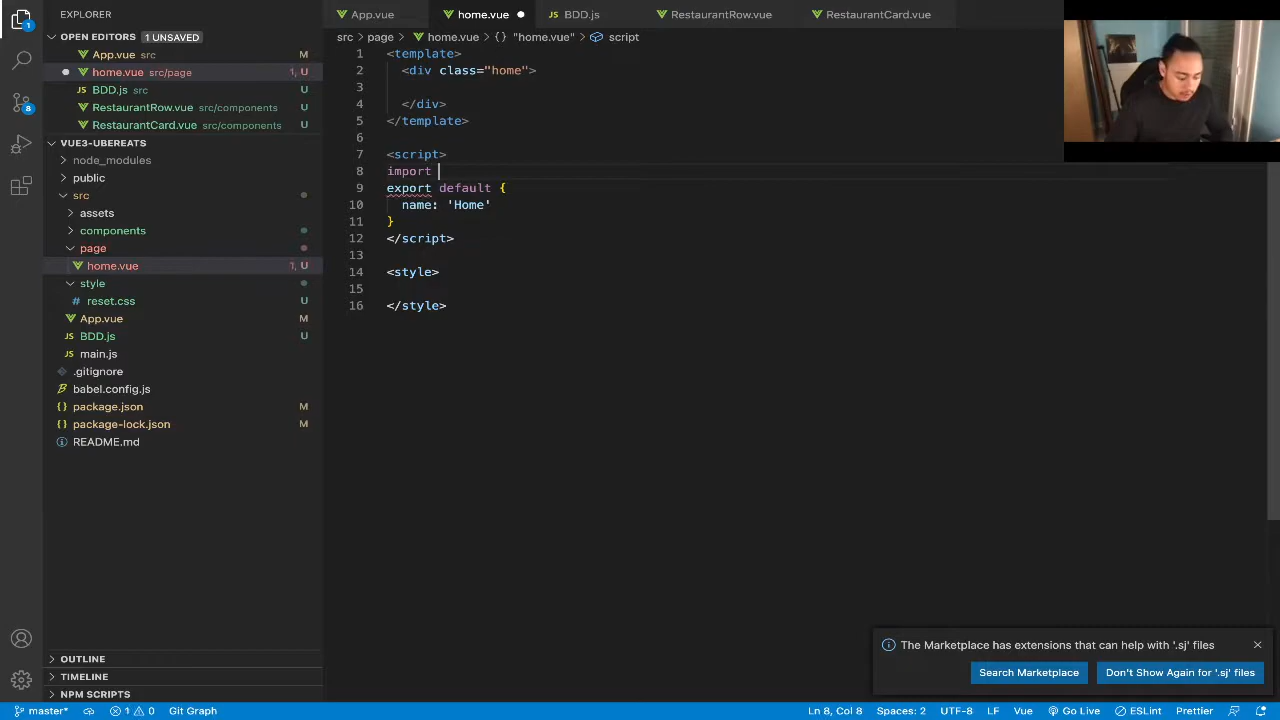 EXPLORER
OPEN EDITORS 1 UNSAVED
App.vue src M
home.vue src/page 1, U
BDD.js src U
RestaurantRow.vue src/components U
RestaurantCard.vue src/components U
VUE3-UBEREATS
node_modules
public
src
assets
components
page
home.vue 1, U
style
reset.css U
App.vue M
BDD.js U
main.js
.gitignore
babel.config.js
package.json M
package-lock.json M
README.md
OUTLINE
TIMELINE
NPM SCRIPTS
App.vue home.vue BDD.js RestaurantRow.vue RestaurantCard.vue
src > page > home.vue > {} "home.vue" > script
1 <template>
2 <div class="home">
3
4 </div>
5 </template>
6
7 <script>
8 import
9 export default {
10 name: 'Home'
11 }
12 </script>
13
14 <style>
15
16 </style>
The Marketplace has extensions that can help with '.sj' files
Search Marketplace Don't Show Again for '.sj' files
1
8
master* 1 0 Git Graph Ln 8, Col 8 Spaces: 2 UTF-8 LF Vue Go Live ESLint Prettier